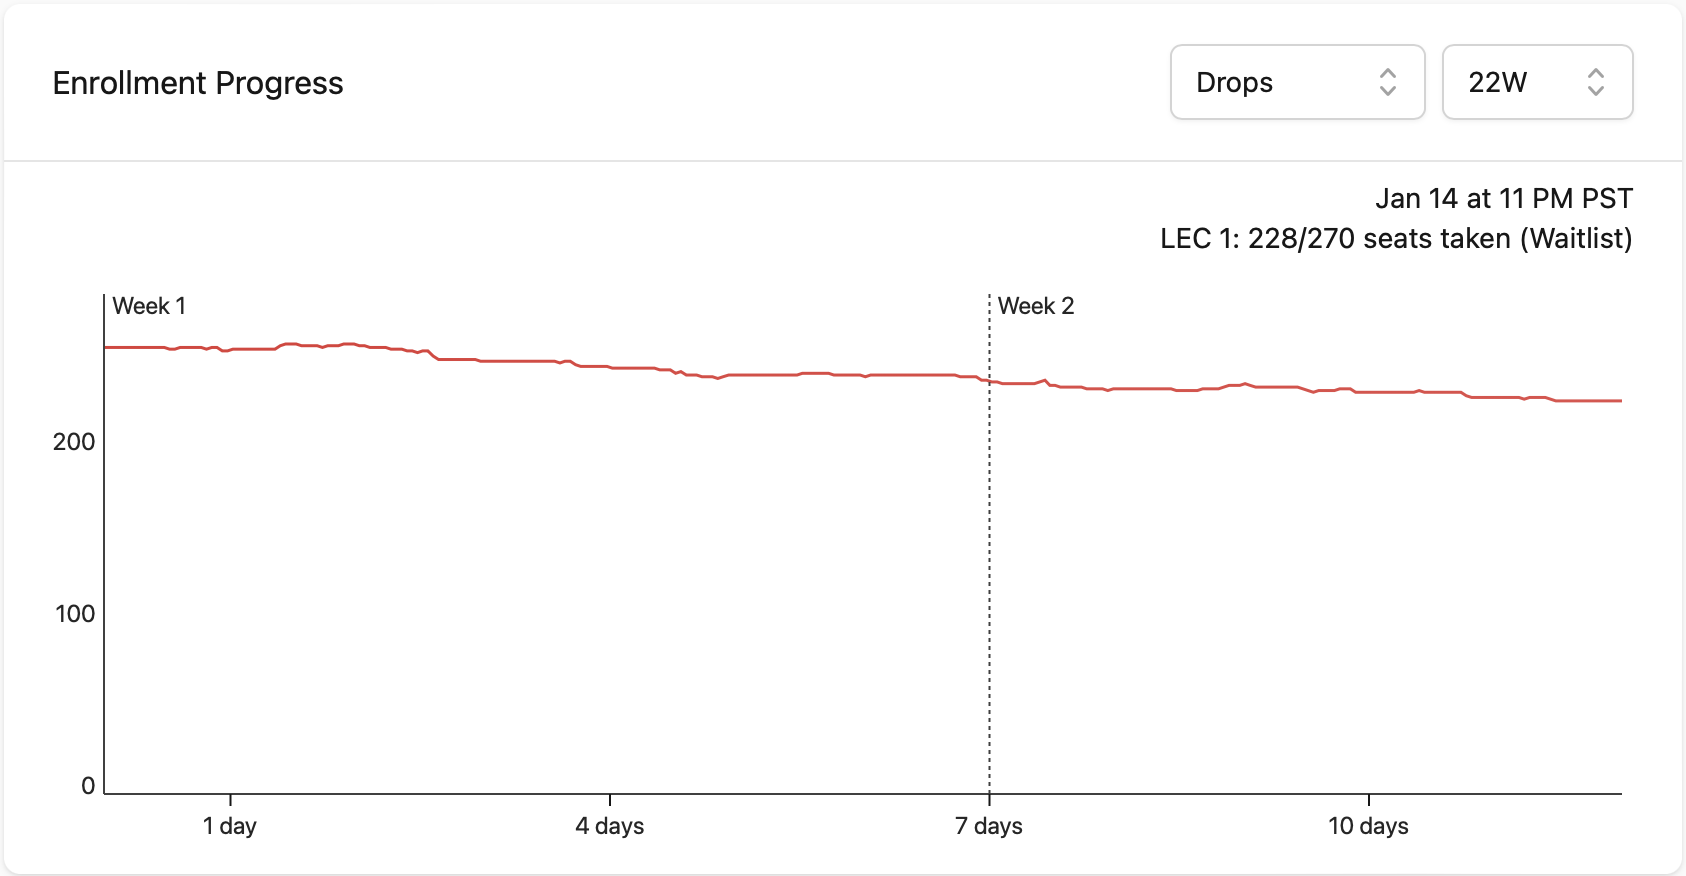 Enrollment Progress
Drops
22W
Jan 14 at 11 PM PST
LEC 1: 228/270 seats taken (Waitlist)
Week 1
Week 2
200
100
0
1 day
4 days
7 days
10 days